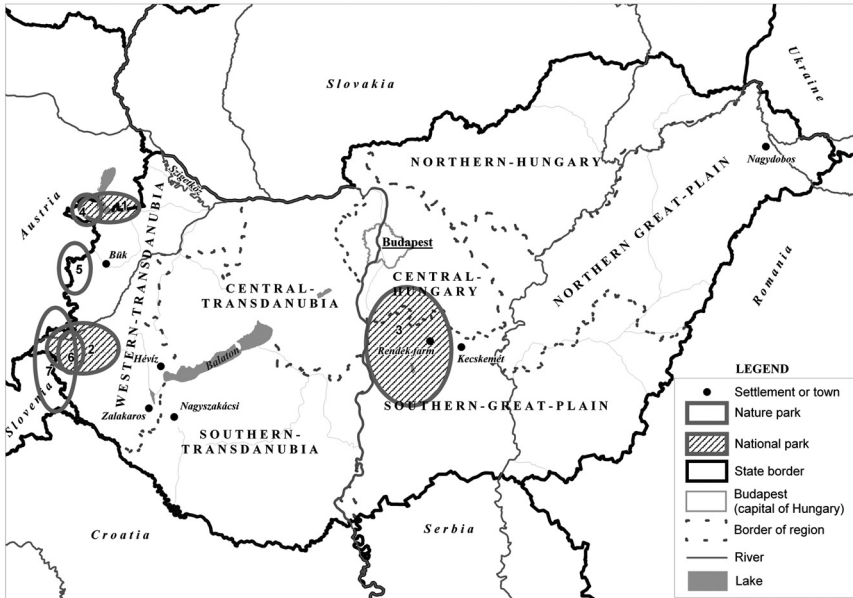 Slovakia
Ukraine
NORTHERN-HUNGARY
Nagydobos
Szigetköz
Austria
4
1
WESTERN-TRANSDANUBIA
Budapest
NORTHERN GREAT-PLAIN
Romania
Bük
5
CENTRAL-
TRANSDANUBIA
CENTRAL-
HUNGARY
3
Rendek-farm
Kecskemét
2
6
7
Hévíz
Balaton
Slovenia
Zalakaros
Nagyszakácsi
SOUTHERN-GREAT-PLAIN
SOUTHERN-
TRANSDANUBIA
Croatia
Serbia
LEGEND
Settlement or town
Nature park
National park
State border
Budapest
(capital of Hungary)
Border of region
River
Lake